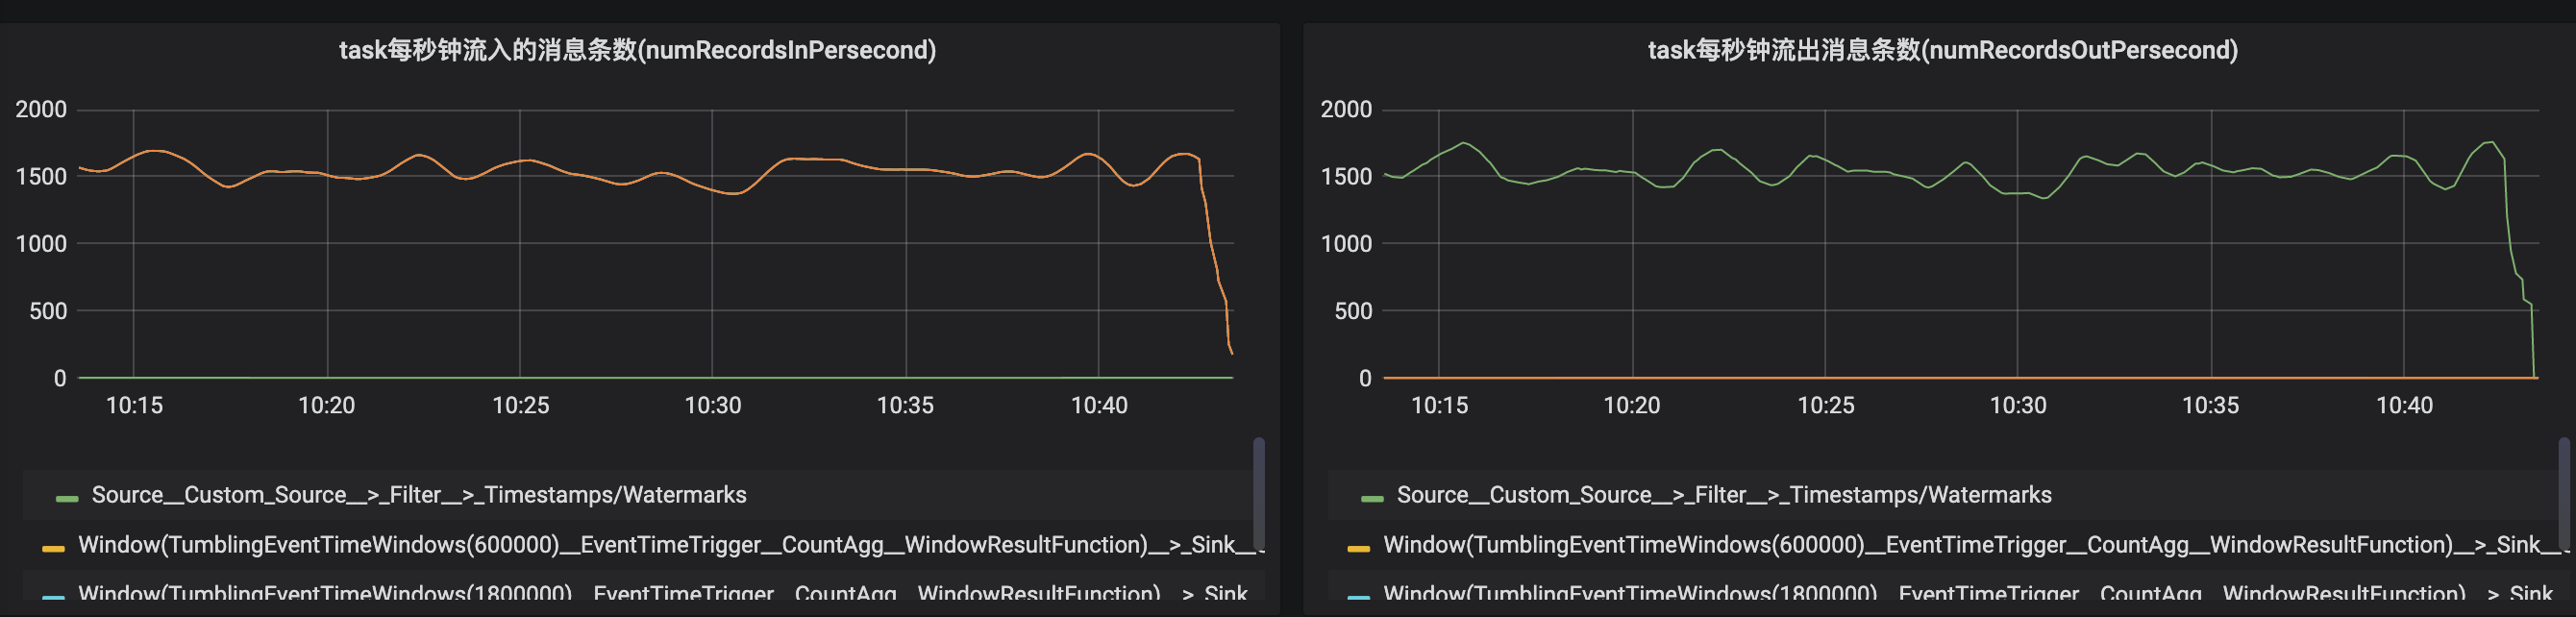 task每秒钟流入的消息条数(numRecordsInPersecond)
2000
1500
1000
500
0
10:15 10:20 10:25 10:30 10:35 10:40
Source__Custom_Source__>_Filter__>_Timestamps/Watermarks
Window(TumblingEventTimeWindows(600000)__EventTimeTrigger__CountAgg__WindowResultFunction)__>_Sink__
Window(TumblingEventTimeWindows(1800000)__EventTimeTrigger__CountAgg__WindowResultFunction)__>_Sink
task每秒钟流出消息条数(numRecordsOutPersecond)
2000
1500
1000
500
0
10:15 10:20 10:25 10:30 10:35 10:40
Source__Custom_Source__>_Filter__>_Timestamps/Watermarks
Window(TumblingEventTimeWindows(600000)__EventTimeTrigger__CountAgg__WindowResultFunction)__>_Sink__
Window(TumblingEventTimeWindows(1800000)__EventTimeTrigger__CountAgg__WindowResultFunction)__>_Sink